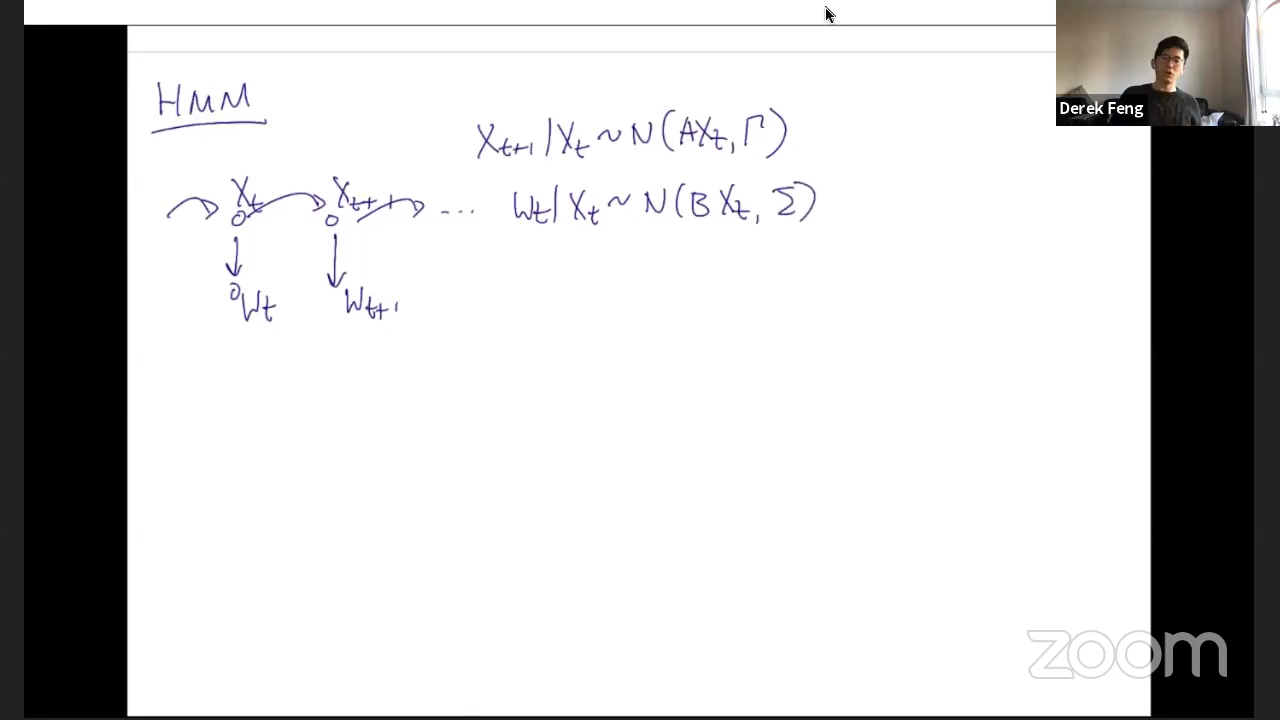 HMM
X_{t+1} | X_t ~ N(AX_t, Γ)
X_t X_{t+1} ... W_t | X_t ~ N(BX_t, Σ)
W_t W_{t+1}
Derek Feng
zoom